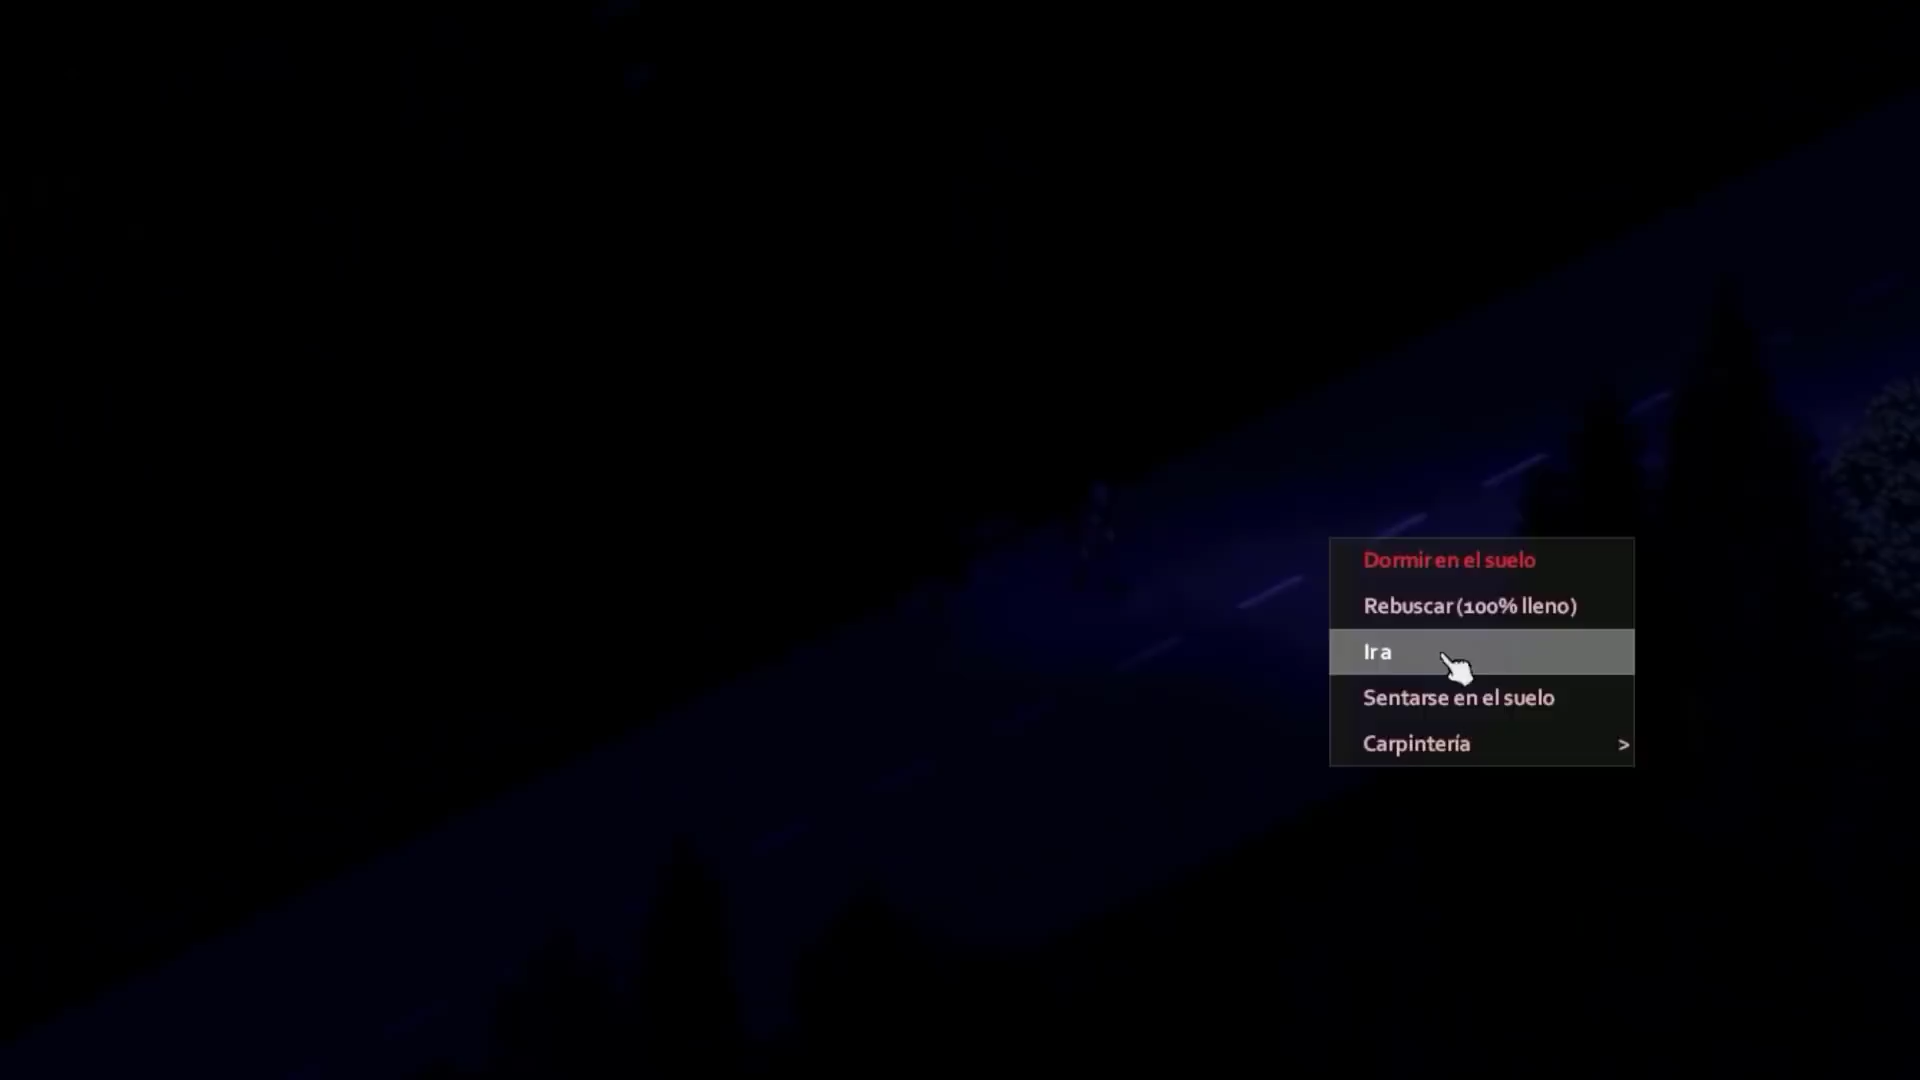 Dormir en el suelo
Rebuscar (100% lleno)
Ir a
Sentarse en el suelo
Carpintería >